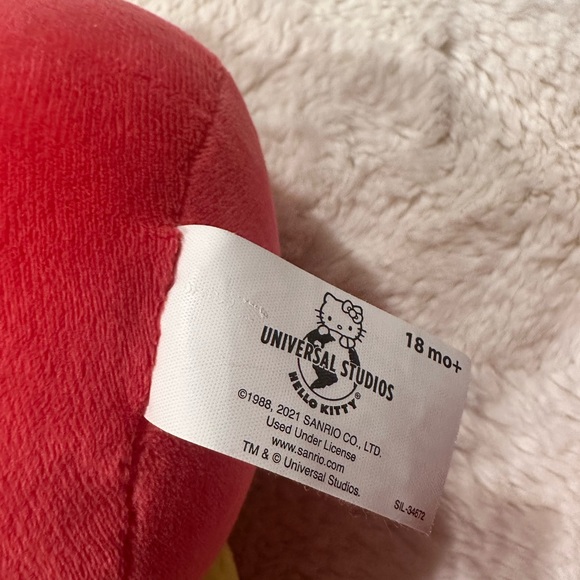 18 mo+
UNIVERSAL STUDIOS
HELLO KITTY®
©1988, 2021 SANRIO CO., LTD.
Used Under License
www.sanrio.com
TM & © Universal Studios.
SIL-34672